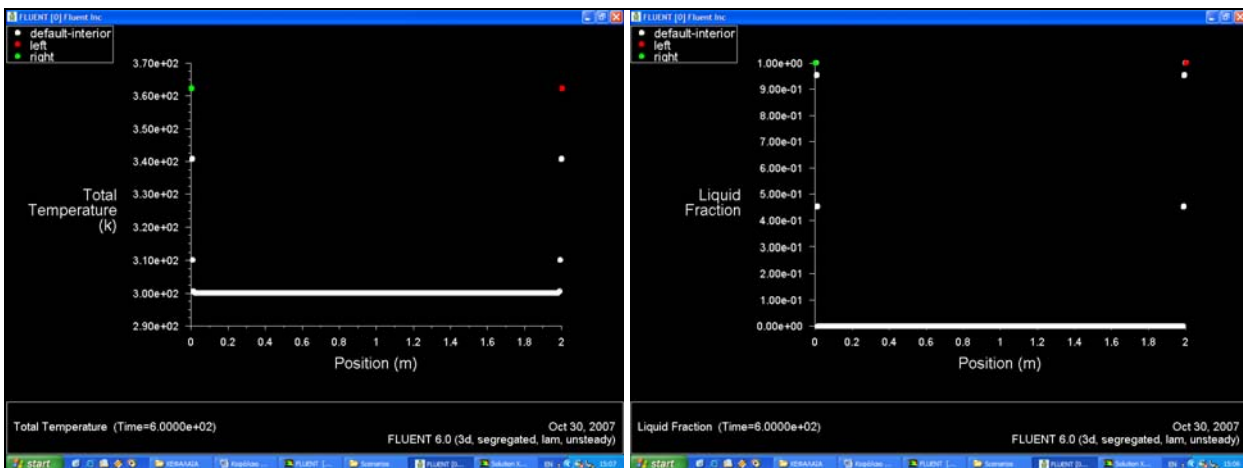 FLUENT [0] Fluent Inc
default-interior
left
right
3.70e+02
3.60e+02
3.50e+02
3.40e+02
3.30e+02
3.20e+02
3.10e+02
3.00e+02
2.90e+02
Total
Temperature
(k)
0 0.2 0.4 0.6 0.8 1 1.2 1.4 1.6 1.8 2
Position (m)
Total Temperature (Time=6.0000e+02)
Oct 30, 2007
FLUENT 6.0 (3d, segregated, lam, unsteady)
start
ΚΕΦΑΛΑΙΑ
Scenarios
EN
15:07
FLUENT [0] Fluent Inc
default-interior
left
right
1.00e+00
9.00e-01
8.00e-01
7.00e-01
6.00e-01
5.00e-01
4.00e-01
3.00e-01
2.00e-01
1.00e-01
0.00e+00
Liquid
Fraction
0 0.2 0.4 0.6 0.8 1 1.2 1.4 1.6 1.8 2
Position (m)
Liquid Fraction (Time=6.0000e+02)
Oct 30, 2007
FLUENT 6.0 (3d, segregated, lam, unsteady)
start
ΚΕΦΑΛΑΙΑ
Scenarios
EN